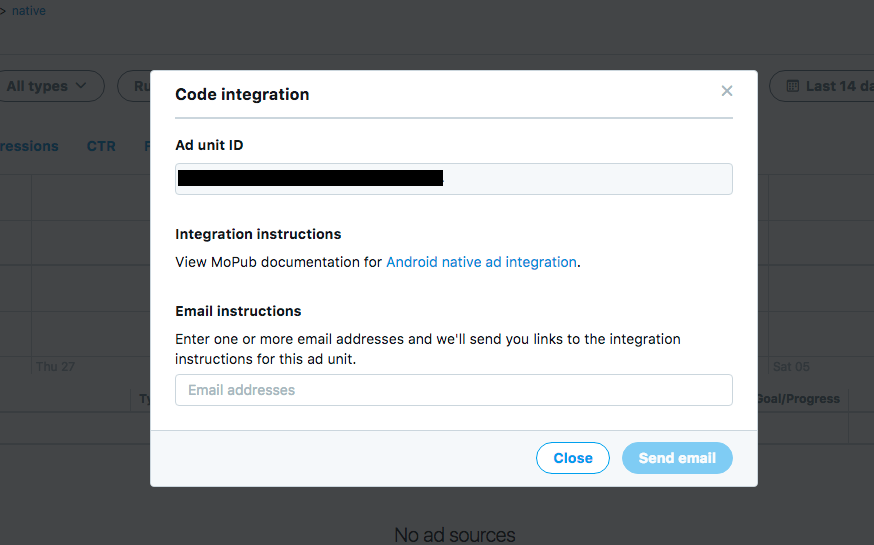 > native
All types
Ru
Last 14 da
Code integration
ressions
CTR
Ad unit ID
Integration instructions
View MoPub documentation for Android native ad integration.
Email instructions
Enter one or more email addresses and we'll send you links to the integration
instructions for this ad unit.
Thu 27
Sat 05
Email addresses
Ty
Goal/Progress
Close
Send email
No ad sources